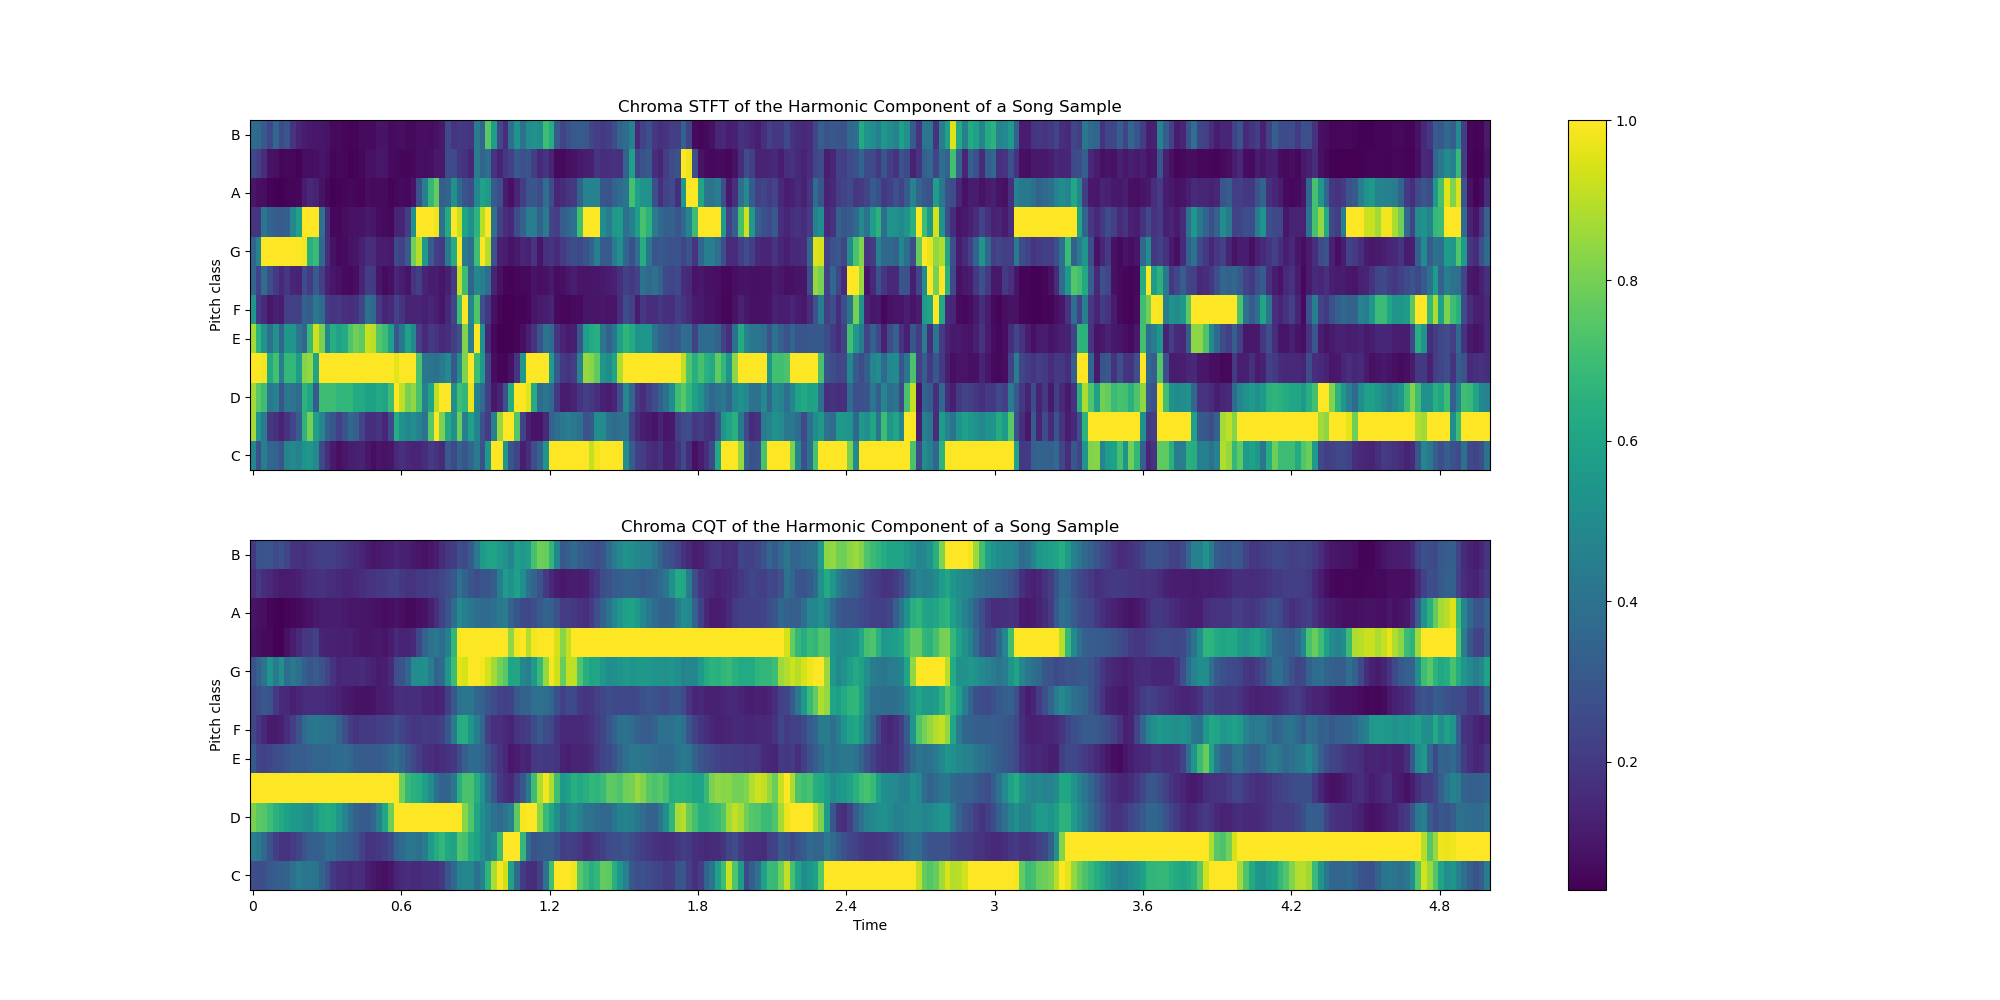 Chroma STFT of the Harmonic Component of a Song Sample
B
A
G
F
E
D
C
Pitch class
1.0
0.8
0.6
0.4
0.2
Chroma CQT of the Harmonic Component of a Song Sample
B
A
G
F
E
D
C
Pitch class
0 0.6 1.2 1.8 2.4 3 3.6 4.2 4.8
Time